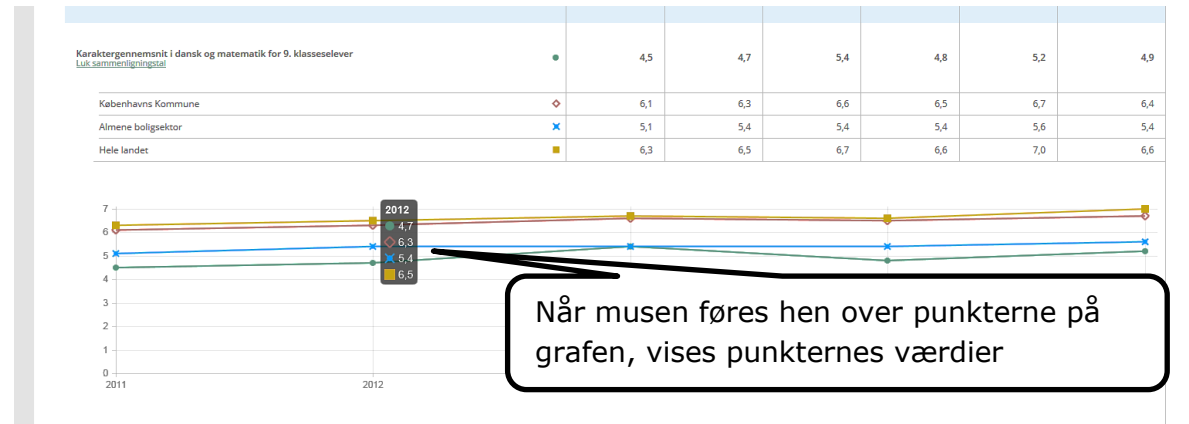 Karaktergennemsnit i dansk og matematik for 9. klasseselever 4,5 4,7 5,4 4,8 5,2 4,9
Luk sammenligningstal
Københavns Kommune 6,1 6,3 6,6 6,5 6,7 6,4
Almene boligsektor 5,1 5,4 5,4 5,4 5,6 5,4
Hele landet 6,3 6,5 6,7 6,6 7,0 6,6
7
6
5
4
3
2
1
0
2011 2012
2012
4,7
6,3
5,4
6,5
Når musen føres hen over punkterne på
grafen, vises punkternes værdier